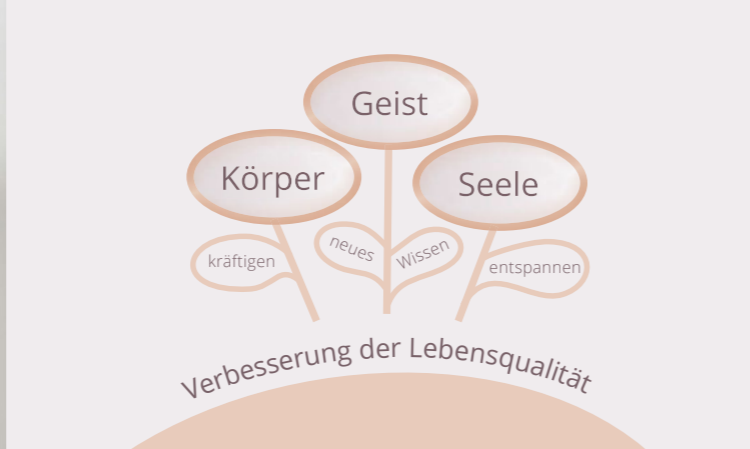 Geist
Körper
Seele
kräftigen
neues Wissen
entspannen
Verbesserung der Lebensqualität